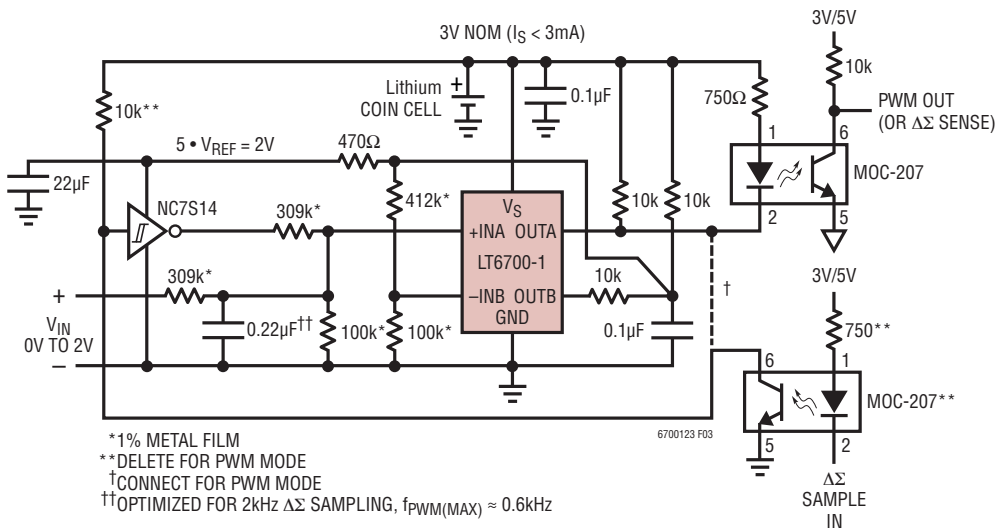 3V NOM (IS < 3mA)
3V/5V
10k**
Lithium
COIN CELL
+
0.1µF
750Ω
10k
PWM OUT
(OR ΔΣ SENSE)
1
6
MOC-207
2
5
5 • VREF = 2V
470Ω
22µF
NC7S14
309k*
412k*
VS
+INA OUTA
LT6700-1
–INB OUTB
GND
10k
10k
10k
†
3V/5V
309k*
+
VIN
0V TO 2V
–
0.22µF††
100k*
100k*
0.1µF
750**
6
1
MOC-207**
5
2
6700123 F03
ΔΣ
SAMPLE
IN
*1% METAL FILM
**DELETE FOR PWM MODE
†CONNECT FOR PWM MODE
††OPTIMIZED FOR 2kHz ΔΣ SAMPLING, fPWM(MAX) ≈ 0.6kHz